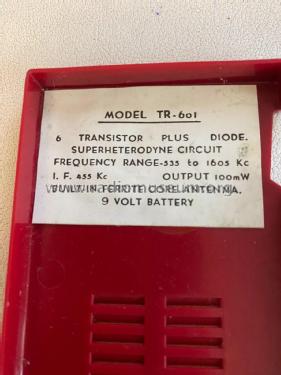 MODEL TR-601
6 TRANSISTOR PLUS DIODE.
SUPERHETERODYNE CIRCUIT
FREQUENCY RANGE-535 to 1605 Kc
I. F. 455 Kc OUTPUT 100mW
BUILT-IN FERRITE CORE ANTENNA.
9 VOLT BATTERY